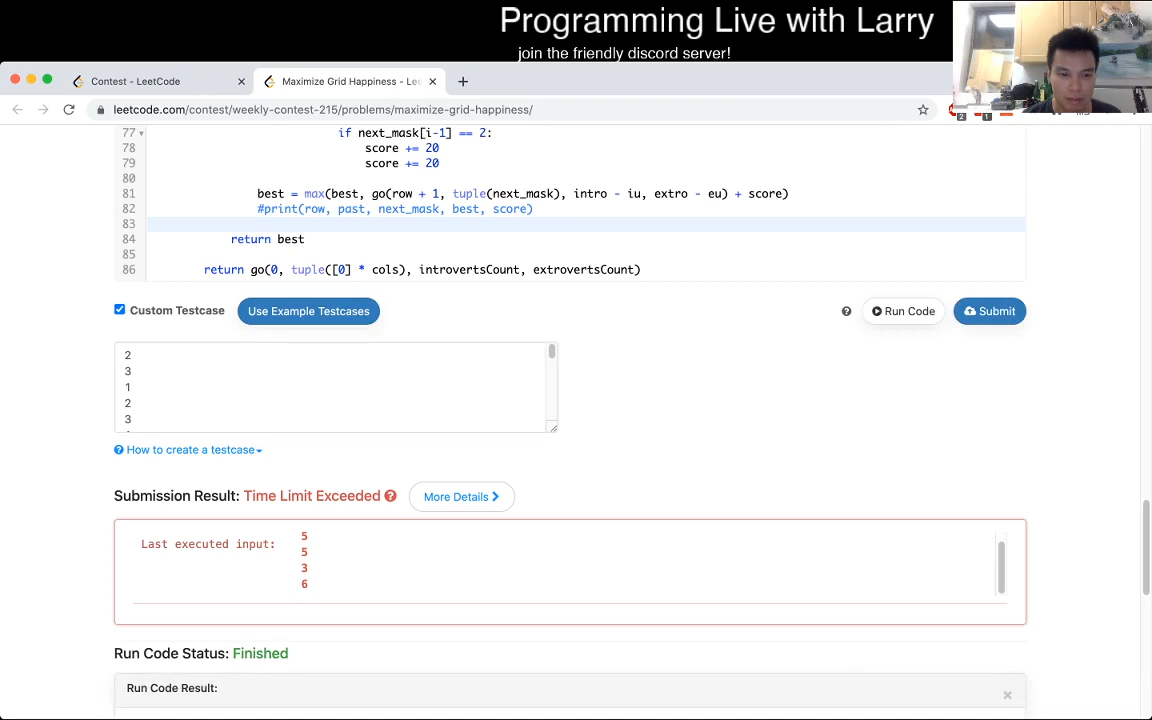 Programming Live with Larry
join the friendly discord server!
Contest - LeetCode
Maximize Grid Happiness - Lee
leetcode.com/contest/weekly-contest-215/problems/maximize-grid-happiness/
2
1
77 if next_mask[i-1] == 2:
78 score += 20
79 score += 20
80
81 best = max(best, go(row + 1, tuple(next_mask), intro - iu, extro - eu) + score)
82 #print(row, past, next_mask, best, score)
83
84 return best
85
86 return go(0, tuple([0] * cols), introvertsCount, extrovertsCount)
Custom Testcase
Use Example Testcases
Run Code
Submit
2
3
1
2
3
How to create a testcase
Submission Result: Time Limit Exceeded
More Details
Last executed input:
5
5
3
6
Run Code Status: Finished
Run Code Result: